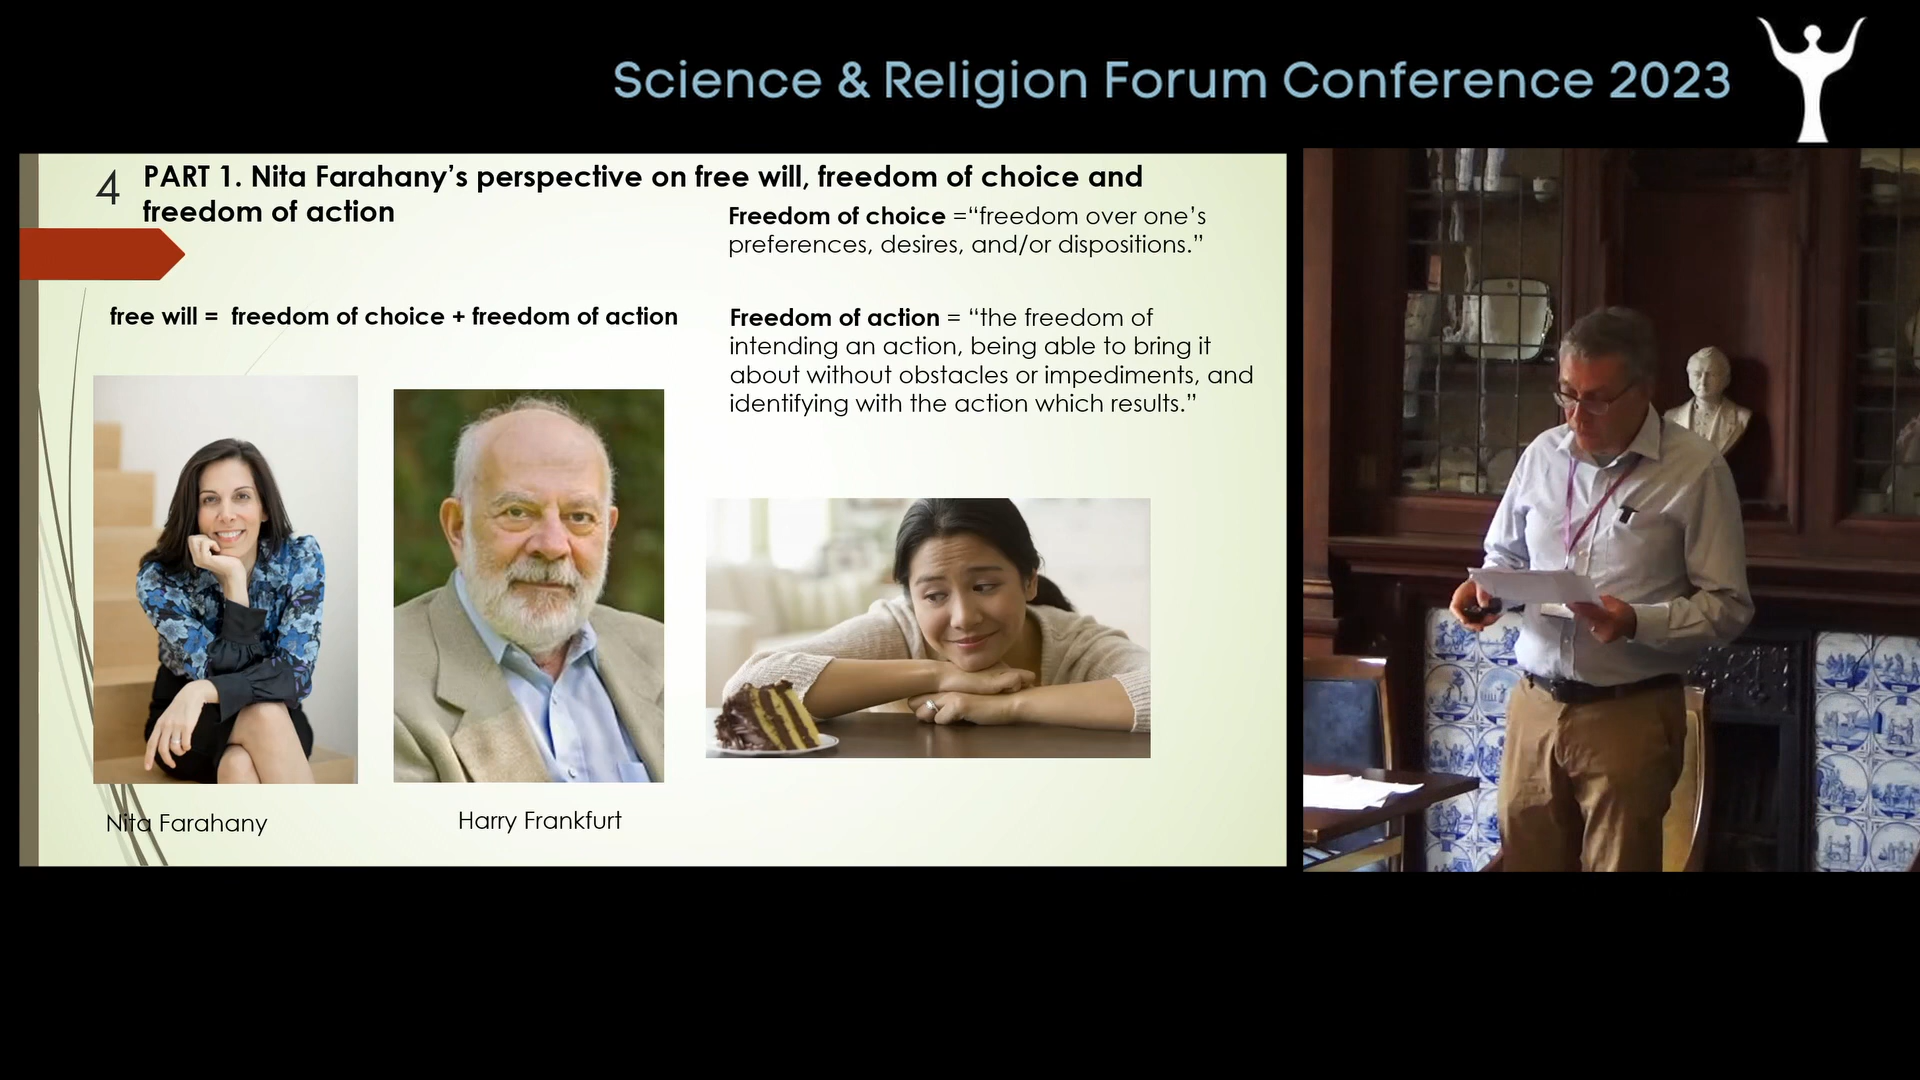 Science & Religion Forum Conference 2023
4
PART 1. Nita Farahany’s perspective on free will, freedom of choice and
freedom of action
Freedom of choice =“freedom over one’s
preferences, desires, and/or dispositions.”
free will = freedom of choice + freedom of action
Freedom of action = “the freedom of
intending an action, being able to bring it
about without obstacles or impediments, and
identifying with the action which results.”
Nita Farahany
Harry Frankfurt